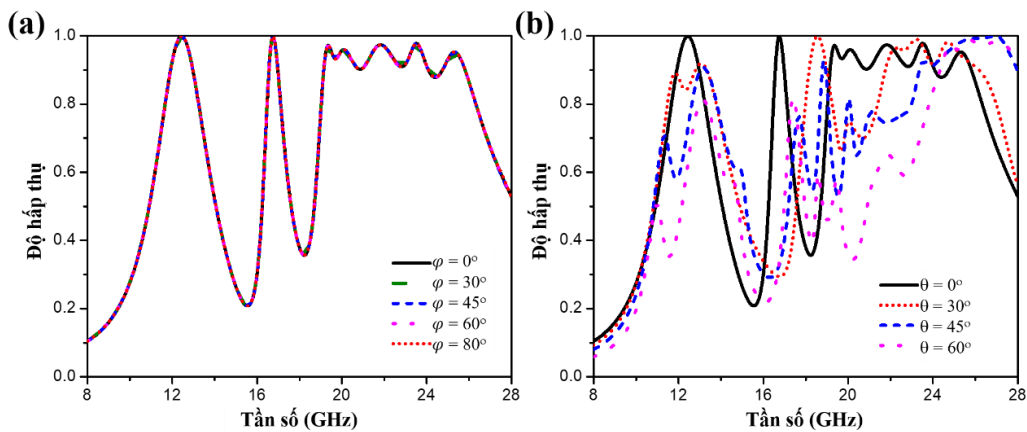 (a)
1.0
0.8
0.6
0.4
0.2
0.0
Độ hấp thụ
φ = 0°
φ = 30°
φ = 45°
φ = 60°
φ = 80°
8 12 16 20 24 28
Tần số (GHz)
(b)
1.0
0.8
0.6
0.4
0.2
0.0
Độ hấp thụ
θ = 0°
θ = 30°
θ = 45°
θ = 60°
8 12 16 20 24 28
Tần số (GHz)